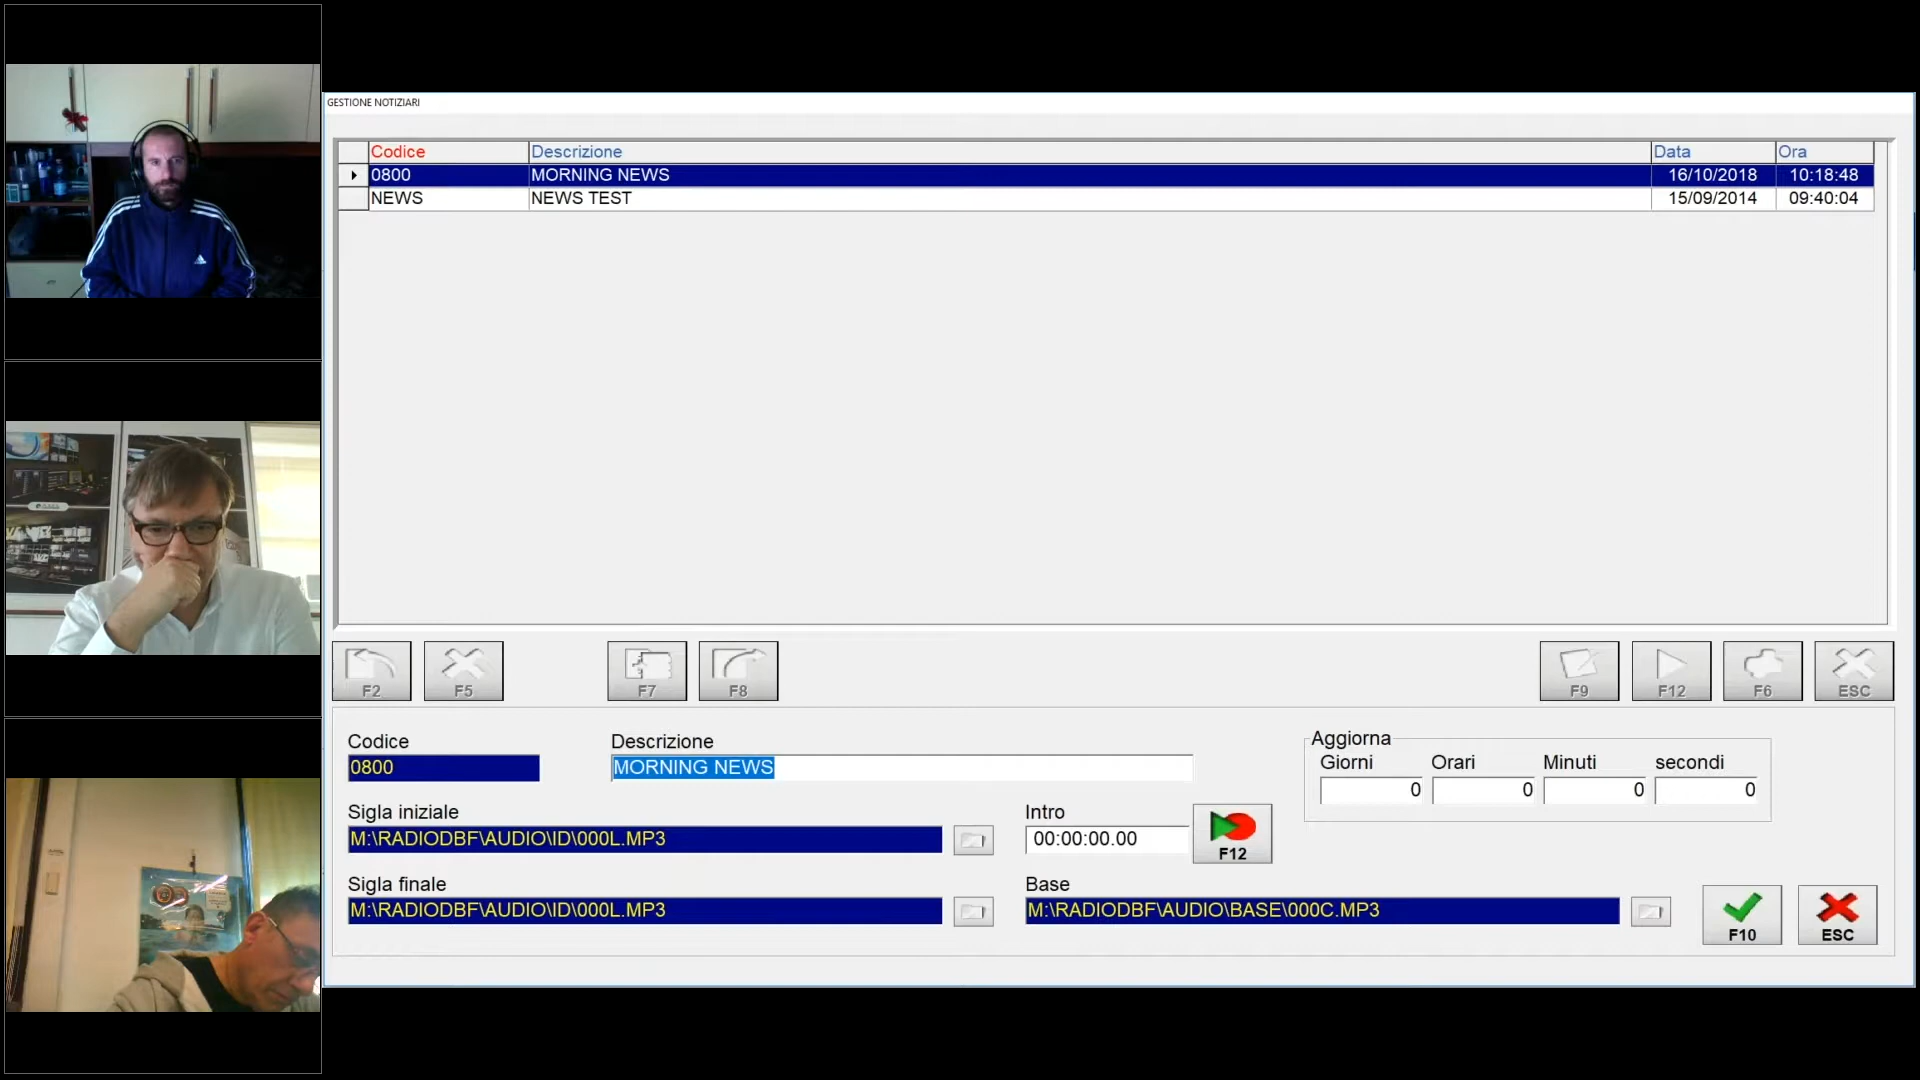 GESTIONE NOTIZIARI
Codice Descrizione Data Ora
0800 MORNING NEWS 16/10/2018 10:18:48
NEWS NEWS TEST 15/09/2014 09:40:04
F2 F5 F7 F8 F9 F12 F6 ESC
Codice Descrizione
0800 MORNING NEWS
Aggiorna
Giorni Orari Minuti secondi
0 0 0 0
Sigla iniziale Intro
M:\RADIODBF\AUDIO\ID\000L.MP3 00:00:00.00 F12
Sigla finale Base
M:\RADIODBF\AUDIO\ID\000L.MP3 M:\RADIODBF\AUDIO\BASE\000C.MP3
F10 ESC